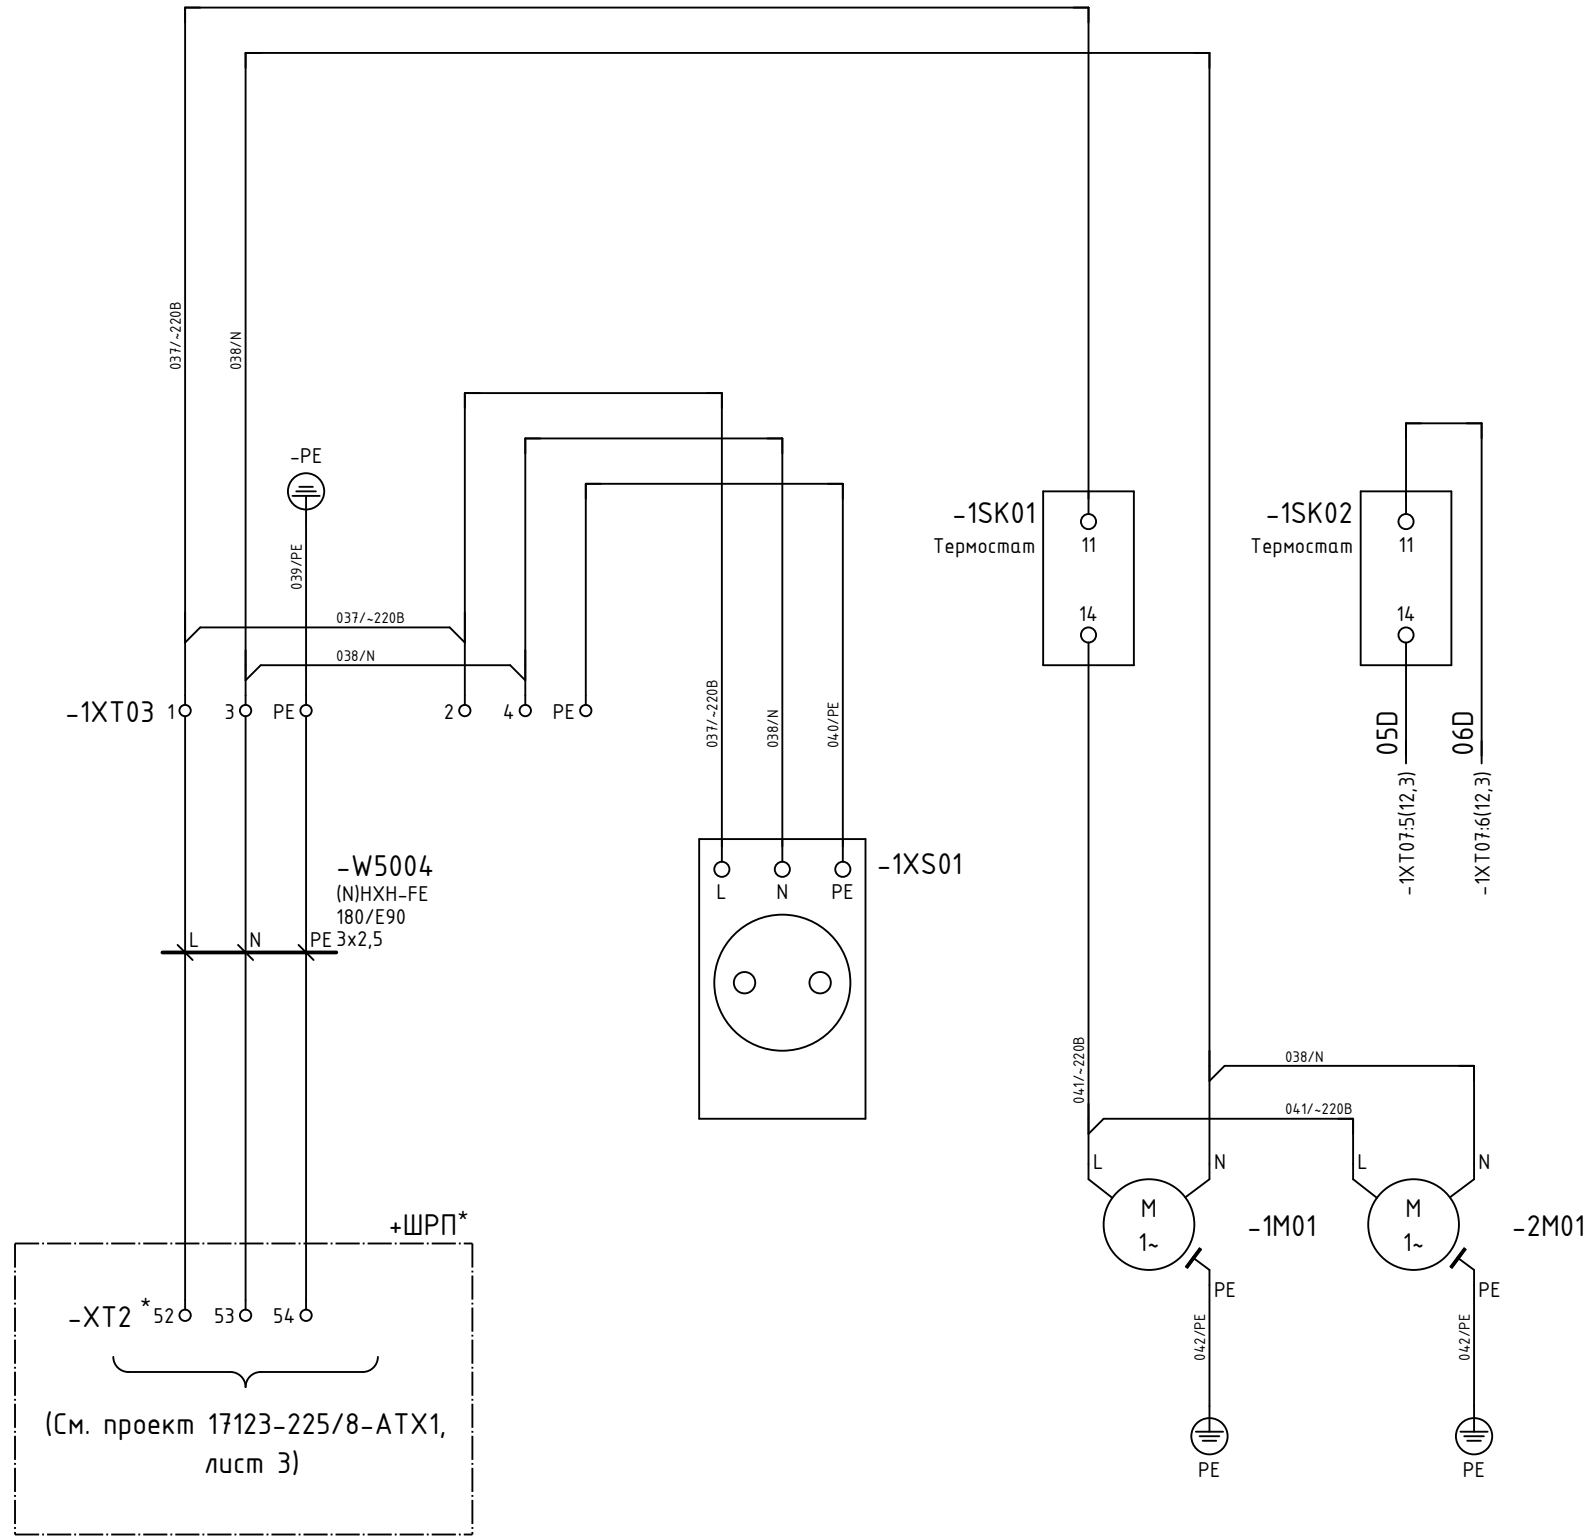 037/~220В
038/N
-PE
039/PE
037/~220В
038/N
-1XT03
1
3
PE
2
4
PE
037/~220В
038/N
040/PE
-1SK01
Термостат
11
14
-1SK02
Термостат
11
14
05D
06D
-1XT07:5(12,3)
-1XT07:6(12,3)
-W5004
(N)HXH-FE
180/E90
3x2,5
L
N
PE
-1XS01
L
N
PE
041/~220В
038/N
041/~220В
L
N
L
N
M
1~
-1M01
M
1~
-2M01
PE
PE
042/PE
042/PE
PE
PE
+ШРП*
-XT2 *
52
53
54
(См. проект 17123-225/8-АТХ1,
лист 3)